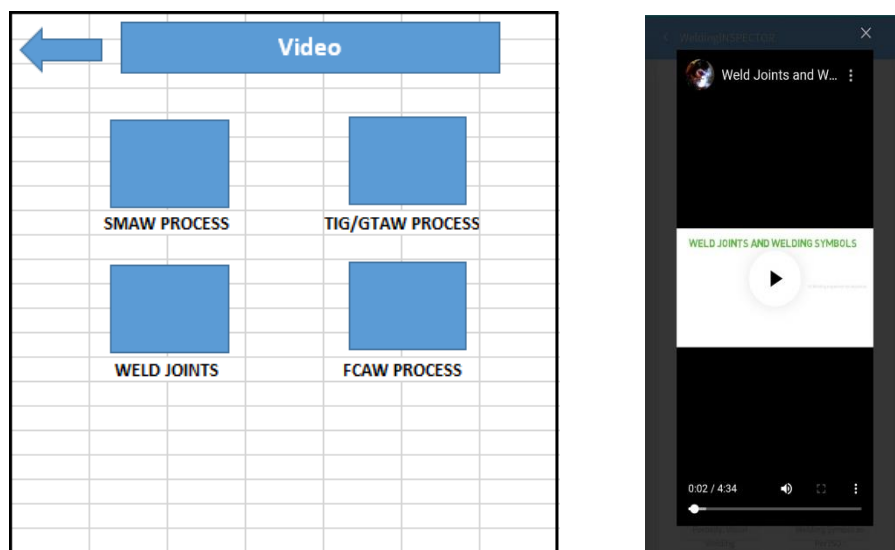 Video
SMAW PROCESS
TIG/GTAW PROCESS
WELD JOINTS
FCAW PROCESS
WeldingINSPECTOR
Weld Joints and W...
WELD JOINTS AND WELDING SYMBOLS
0:02 / 4:34